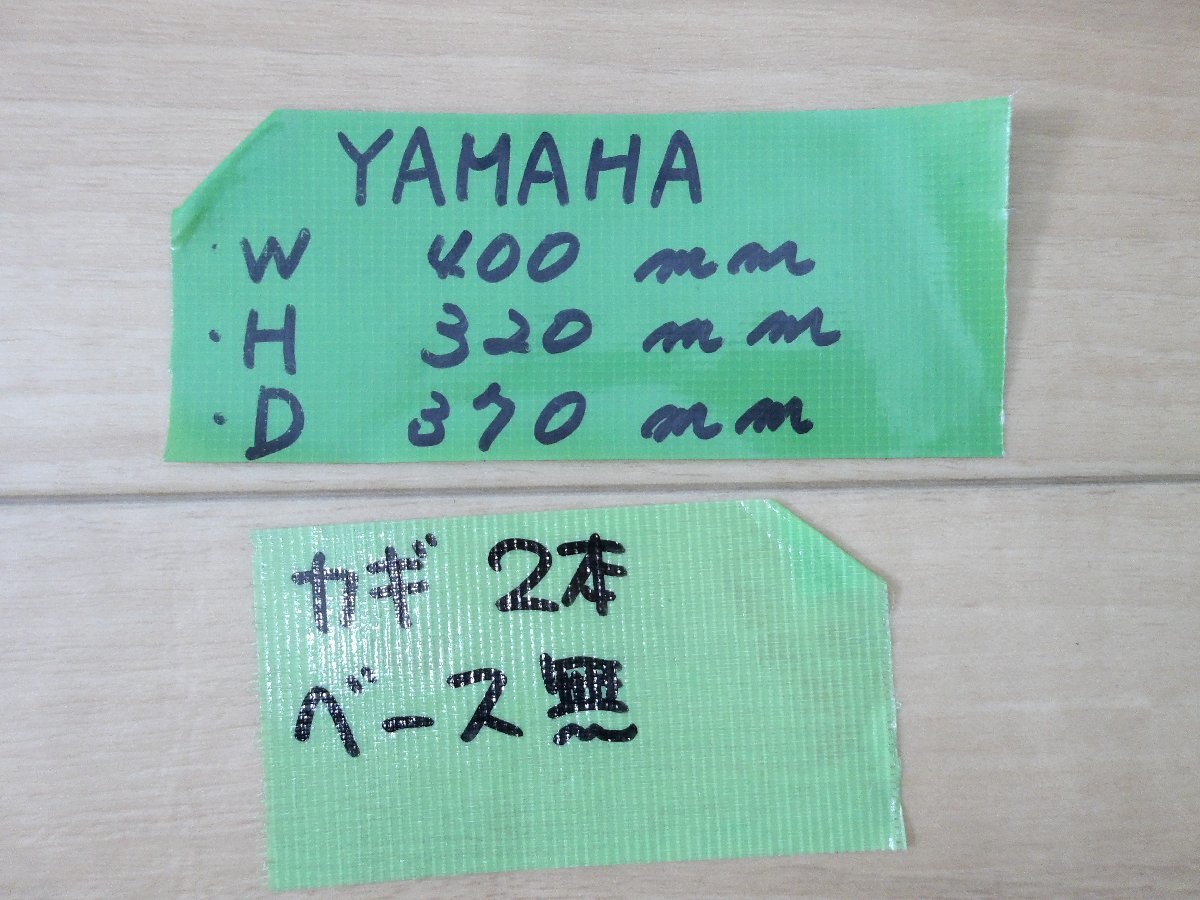 YAMAHA
・W 400 mm
・H 320 mm
・D 370 mm
カギ 2本
ベース無